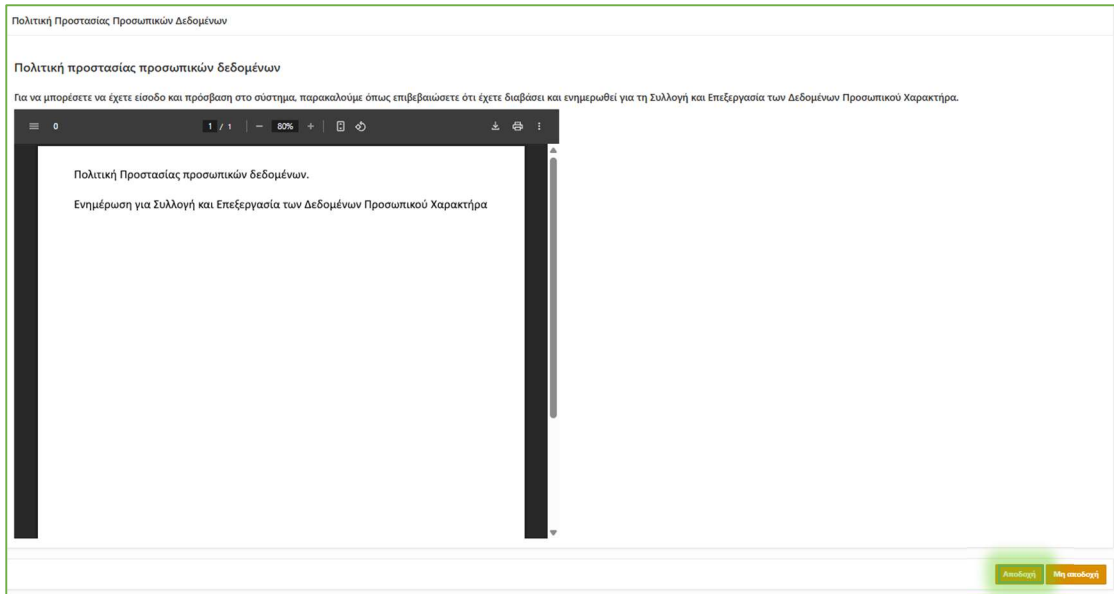 Πολιτική Προστασίας Προσωπικών Δεδομένων
Πολιτική προστασίας προσωπικών δεδομένων
Για να μπορέσετε να έχετε είσοδο και πρόσβαση στο σύστημα, παρακαλούμε όπως επιβεβαιώσετε ότι έχετε διαβάσει και ενημερωθεί για τη Συλλογή και Επεξεργασία των Δεδομένων Προσωπικού Χαρακτήρα.
0 1 / 1 80%
Πολιτική Προστασίας προσωπικών δεδομένων.
Ενημέρωση για Συλλογή και Επεξεργασία των Δεδομένων Προσωπικού Χαρακτήρα
Αποδοχή Μη αποδοχή